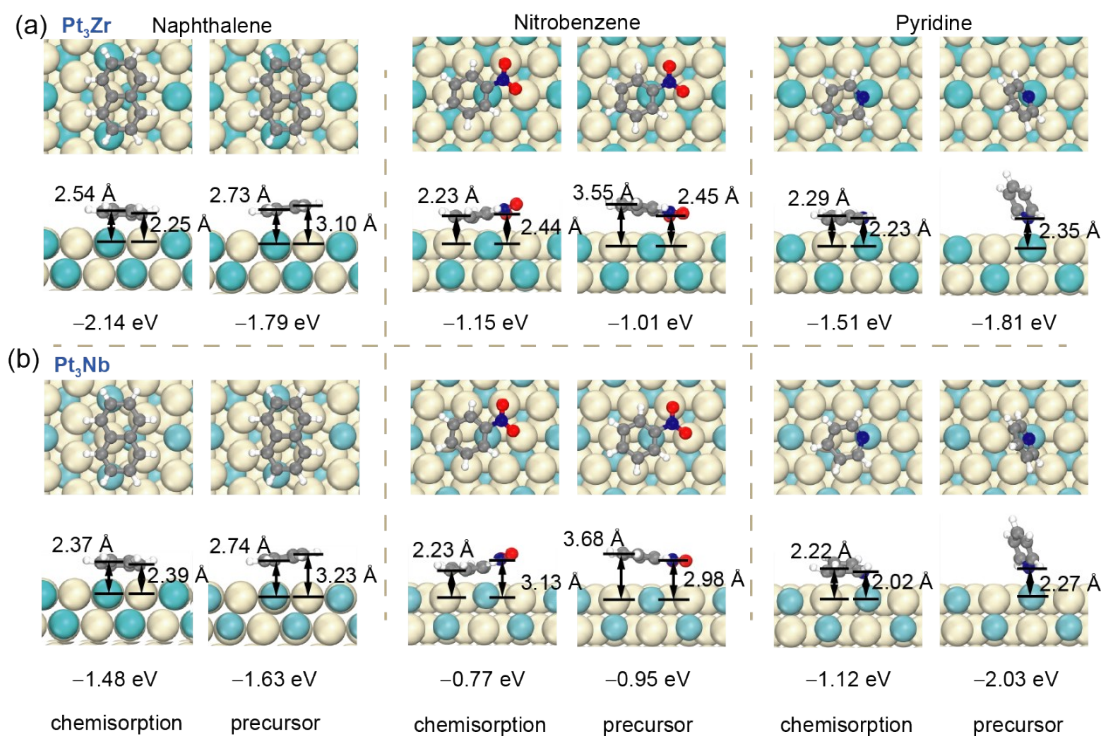 (a) Pt₃Zr Naphthalene Nitrobenzene Pyridine
2.54 Å 2.25 Å 2.73 Å 3.10 Å 2.23 Å 2.44 Å 3.55 Å 2.45 Å 2.29 Å 2.23 Å 2.35 Å
−2.14 eV −1.79 eV −1.15 eV −1.01 eV −1.51 eV −1.81 eV
(b) Pt₃Nb
2.37 Å 2.39 Å 2.74 Å 3.23 Å 2.23 Å 3.13 Å 3.68 Å 2.98 Å 2.22 Å 2.02 Å 2.27 Å
−1.48 eV −1.63 eV −0.77 eV −0.95 eV −1.12 eV −2.03 eV
chemisorption precursor chemisorption precursor chemisorption precursor